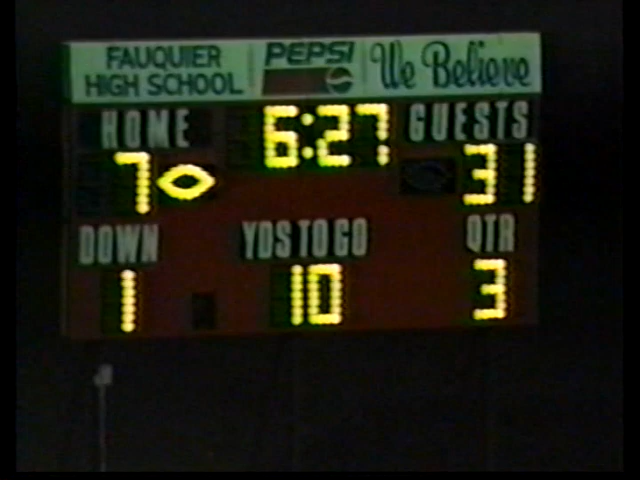 FAUQUIER
HIGH SCHOOL
PEPSI
We Believe
HOME
6:27
GUESTS
7
31
DOWN
YDS TO GO
QTR
1
10
3